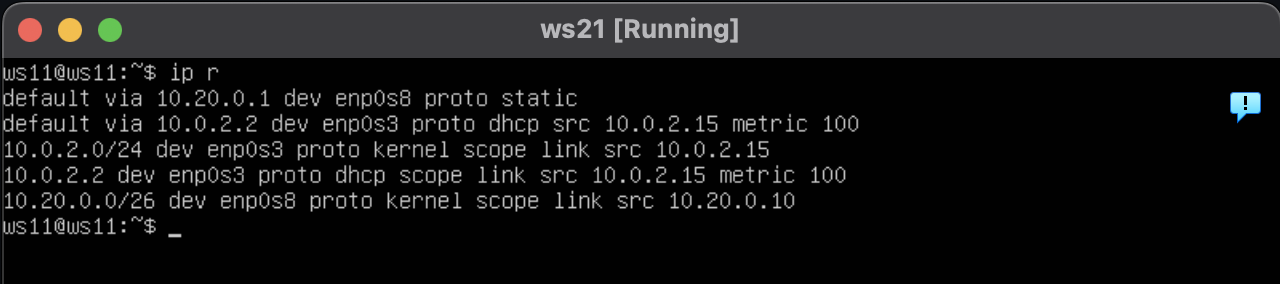 ws21 [Running]
ws11@ws11:~$ ip r
default via 10.20.0.1 dev enp0s8 proto static
default via 10.0.2.2 dev enp0s3 proto dhcp src 10.0.2.15 metric 100
10.0.2.0/24 dev enp0s3 proto kernel scope link src 10.0.2.15
10.0.2.2 dev enp0s3 proto dhcp scope link src 10.0.2.15 metric 100
10.20.0.0/26 dev enp0s8 proto kernel scope link src 10.20.0.10
ws11@ws11:~$ _